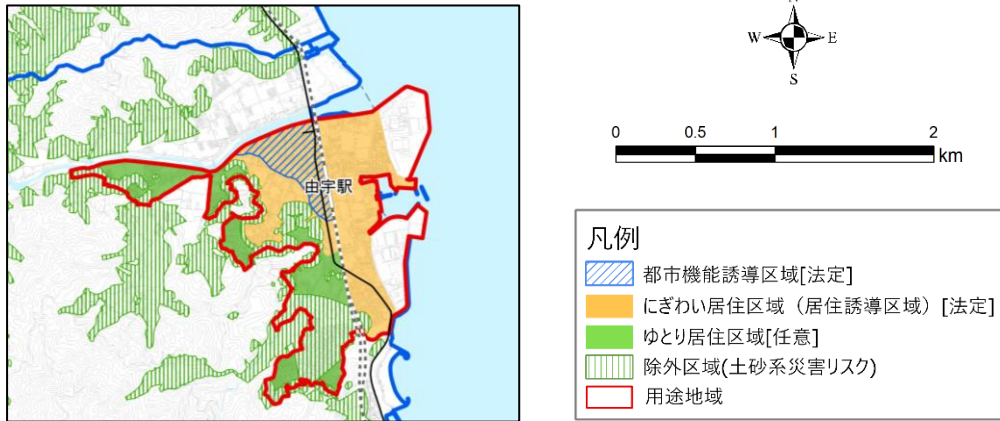 由宇駅
W E
S
0 0.5 1 2
km
凡例
都市機能誘導区域[法定]
にぎわい居住区域（居住誘導区域）[法定]
ゆとり居住区域[任意]
除外区域(土砂系災害リスク)
用途地域